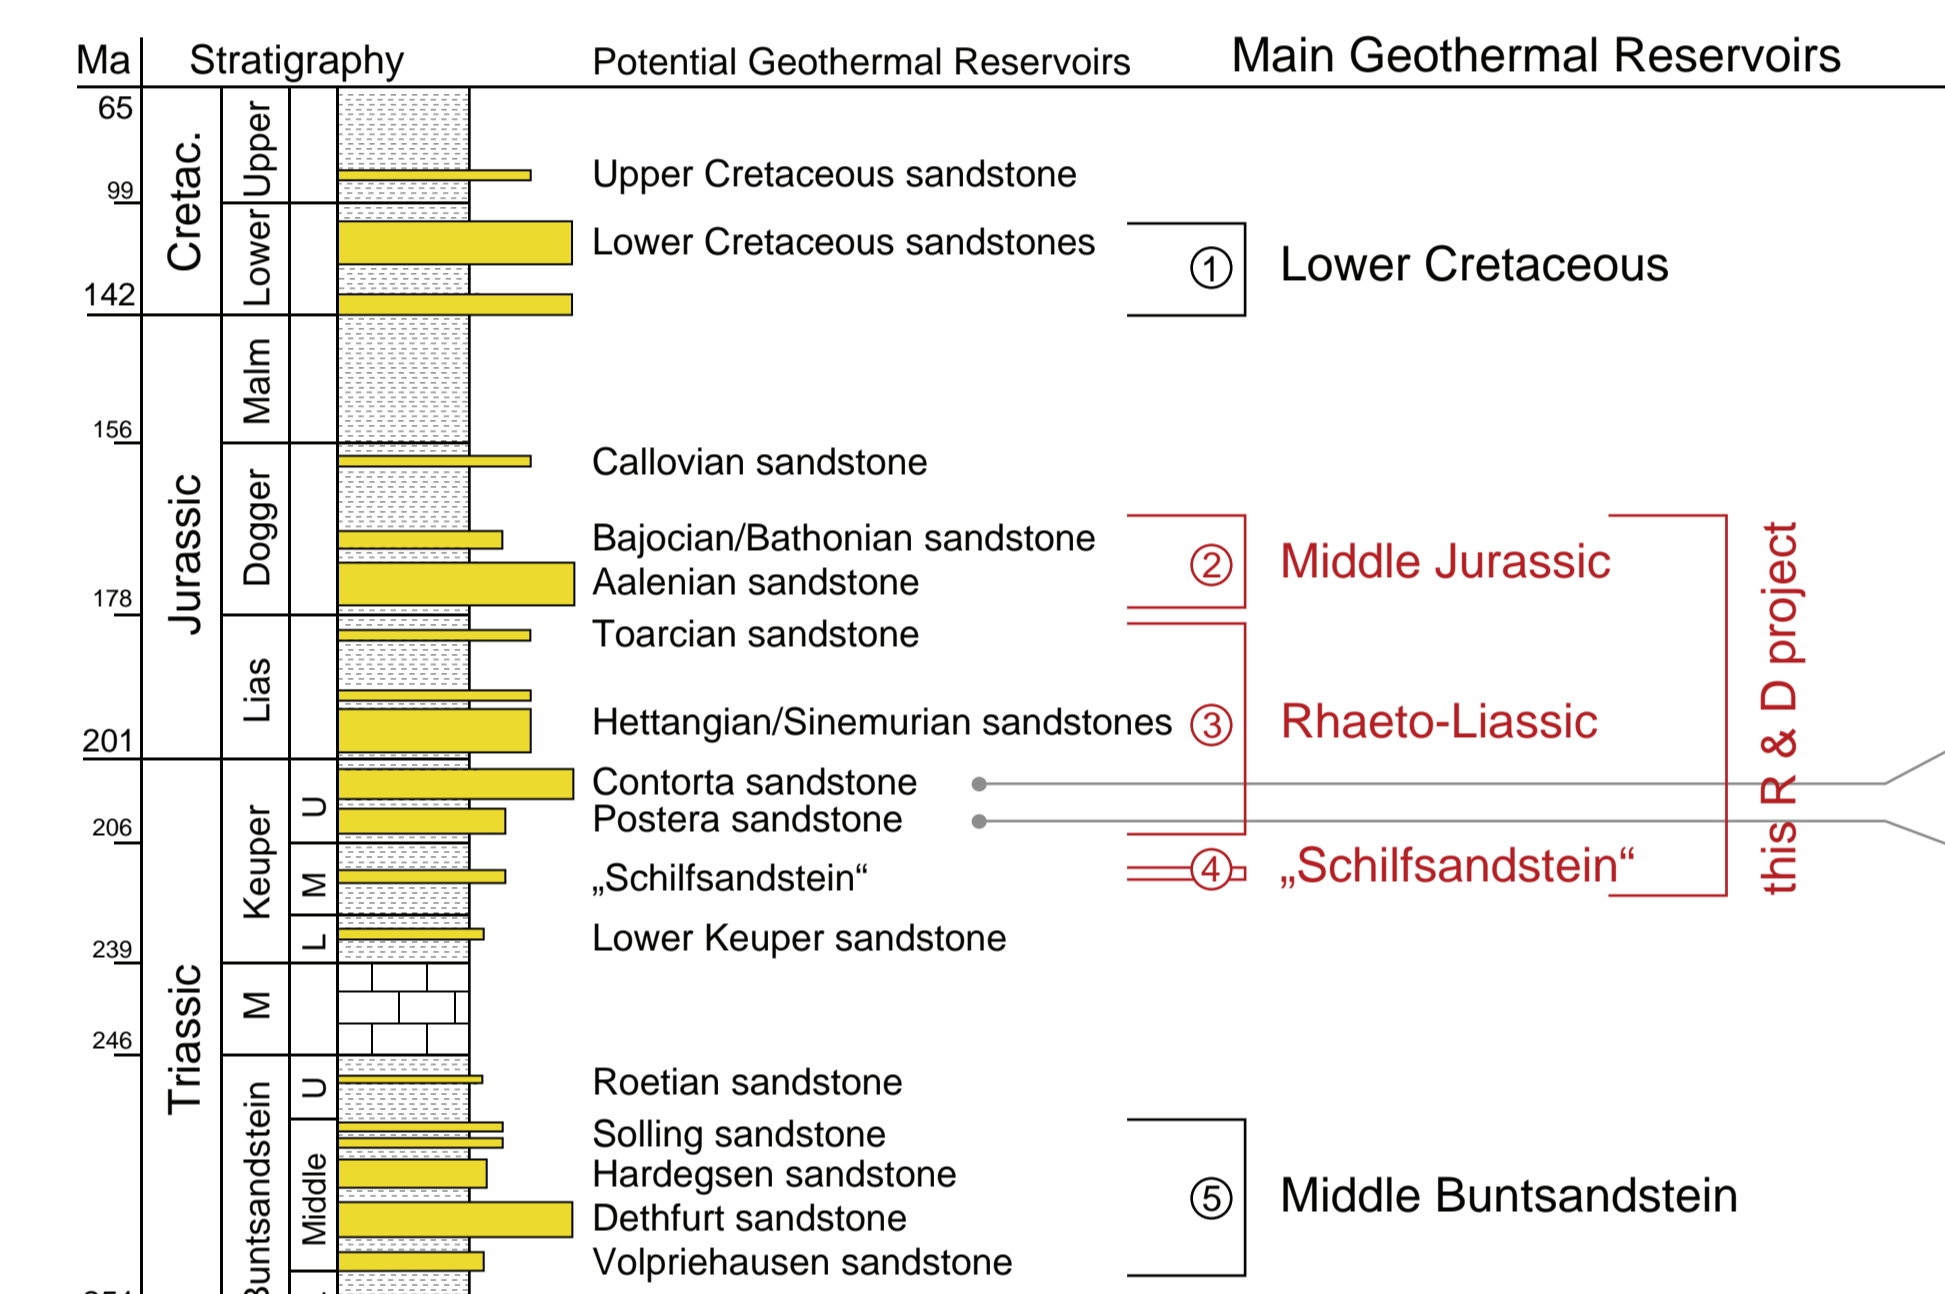 Ma Stratigraphy Potential Geothermal Reservoirs Main Geothermal Reservoirs
65
Cretac.
Upper
Upper Cretaceous sandstone
99
Lower
Lower Cretaceous sandstones
1 Lower Cretaceous
142
Jurassic
Malm
156
Dogger
Callovian sandstone
Bajocian/Bathonian sandstone
2 Middle Jurassic
Aalenian sandstone
178
Lias
Toarcian sandstone
Hettangian/Sinemurian sandstones
3 Rhaeto-Liassic
this R & D project
201
Triassic
Keuper
U
Contorta sandstone
Postera sandstone
206
M
„Schilfsandstein“
4 „Schilfsandstein“
L
Lower Keuper sandstone
239
M
246
Buntsandstein
U
Roetian sandstone
Middle
Solling sandstone
Hardegsen sandstone
5 Middle Buntsandstein
Dethfurt sandstone
Volpriehausen sandstone